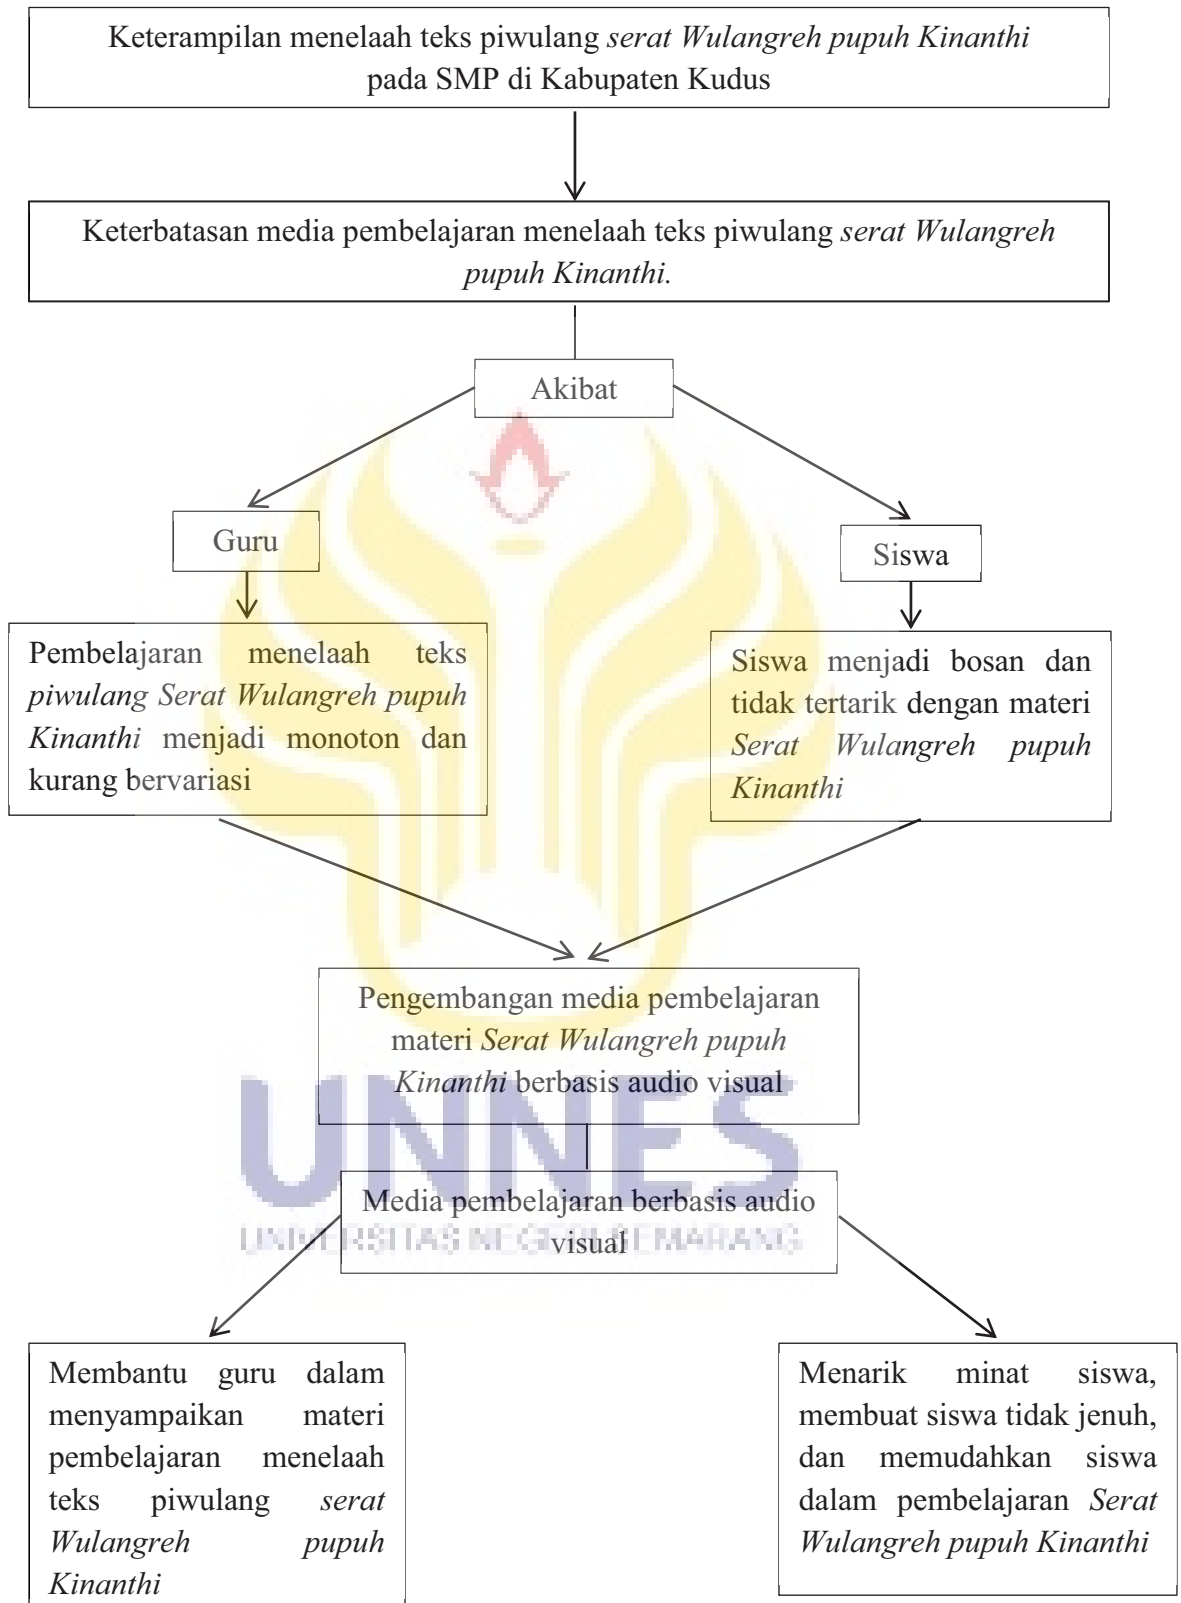 Keterampilan menelaah teks piwulang serat Wulangreh pupuh Kinanthi
pada SMP di Kabupaten Kudus
Keterbatasan media pembelajaran menelaah teks piwulang serat Wulangreh
pupuh Kinanthi.
Akibat
Guru
Siswa
Pembelajaran menelaah teks
piwulang Serat Wulangreh pupuh
Kinanthi menjadi monoton dan
kurang bervariasi
Siswa menjadi bosan dan
tidak tertarik dengan materi
Serat Wulangreh pupuh
Kinanthi
Pengembangan media pembelajaran
materi Serat Wulangreh pupuh
Kinanthi berbasis audio visual
UNNES
Media pembelajaran berbasis audio
visual
UNIVERSITAS NEGERI SEMARANG
Membantu guru dalam
menyampaikan materi
pembelajaran menelaah
teks piwulang serat
Wulangreh pupuh
Kinanthi
Menarik minat siswa,
membuat siswa tidak jenuh,
dan memudahkan siswa
dalam pembelajaran Serat
Wulangreh pupuh Kinanthi